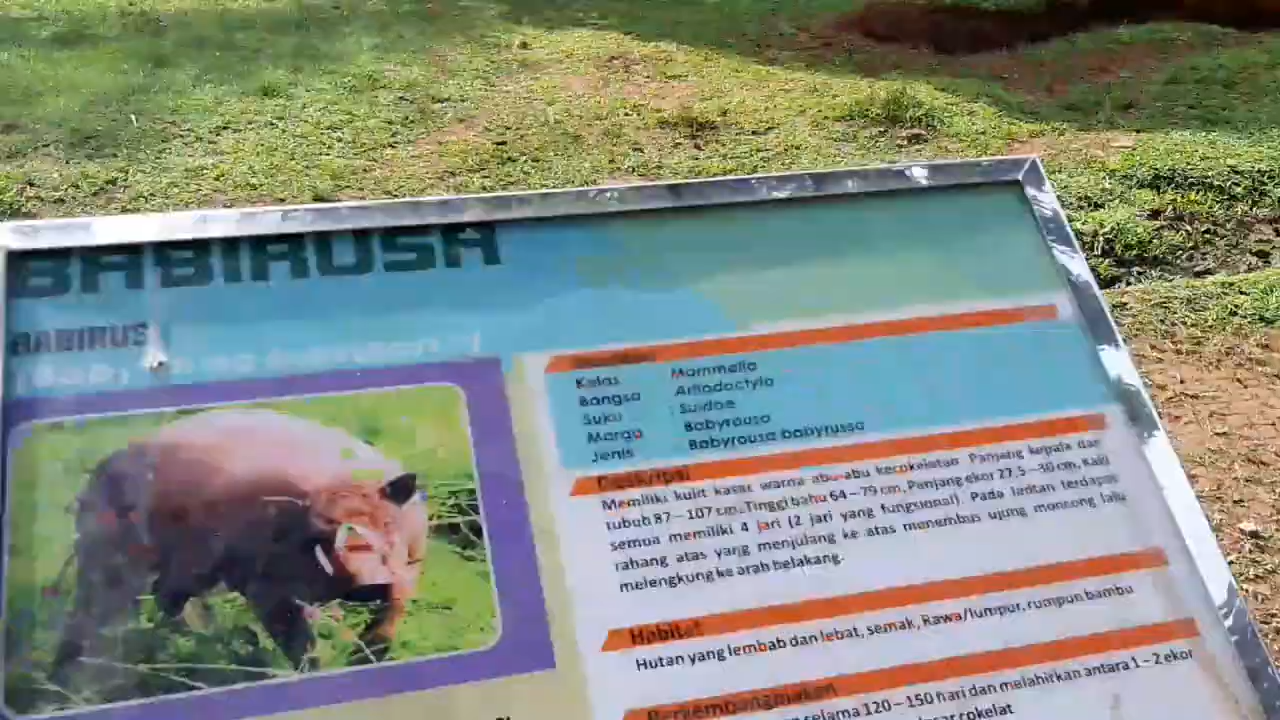 BABIRUSA
BABIRUS
Kelas Mammalia
Bangsa Artiodactyla
Suku : Suidae
Marga Babyrousa
Jenis Babyrousa babyrussa
Deskripsi
Memiliki kulit kasar warna abu-abu kecokelatan. Panjang kepala dan
tubuh 87 – 107 cm, Tinggi bahu 64 – 79 cm, Panjang ekor 27.5 – 30 cm, Kaki
semua memiliki 4 jari (2 jari yang fungsional). Pada jantan terdapat
rahang atas yang menjulang ke atas menembus ujung moncong lalu
melengkung ke arah belakang.
Habitat
Hutan yang lembab dan lebat, semak, Rawa/lumpur, rumpun bambu
Perkembangbiakan
selama 120 – 150 hari dan melahirkan antara 1 – 2 ekor
cokelat